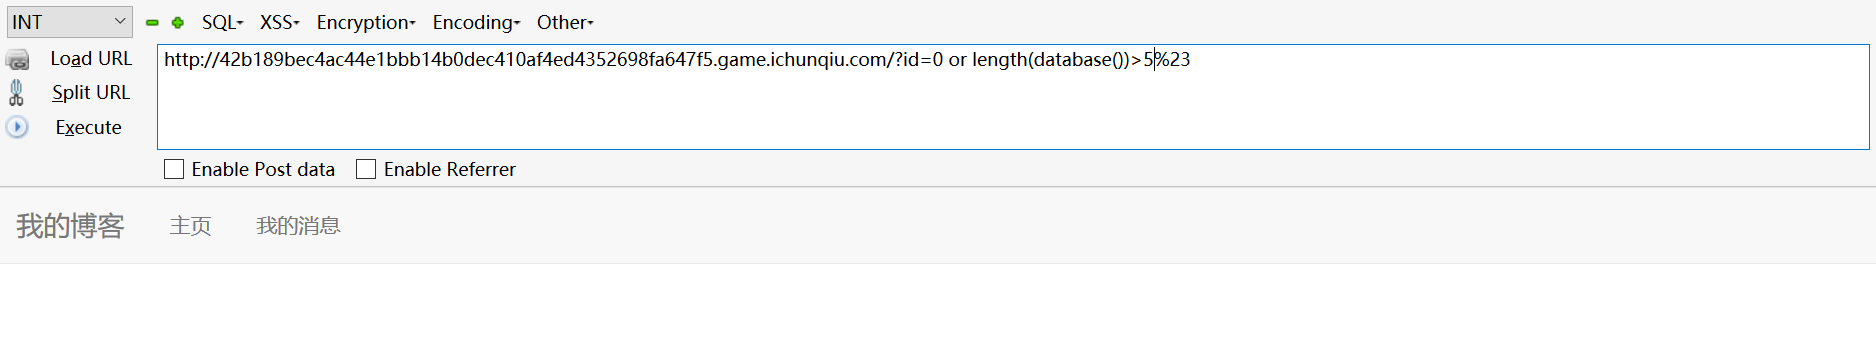 INT SQL XSS Encryption Encoding Other
Load URL
http://42b189bec4ac44e1bbb14b0dec410af4ed4352698fa647f5.game.ichunqiu.com/?id=0 or length(database())>5%23
Split URL
Execute
Enable Post data Enable Referrer
我的博客 主页 我的消息